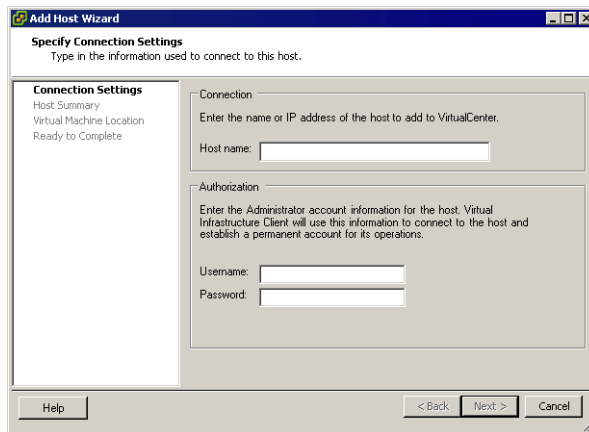 Add Host Wizard
Specify Connection Settings
Type in the information used to connect to this host.
Connection Settings
Host Summary
Virtual Machine Location
Ready to Complete
Connection
Enter the name or IP address of the host to add to VirtualCenter.
Host name:
Authorization
Enter the Administrator account information for the host. Virtual
Infrastructure Client will use this information to connect to the host and
establish a permanent account for its operations.
Username:
Password:
Help
< Back
Next >
Cancel